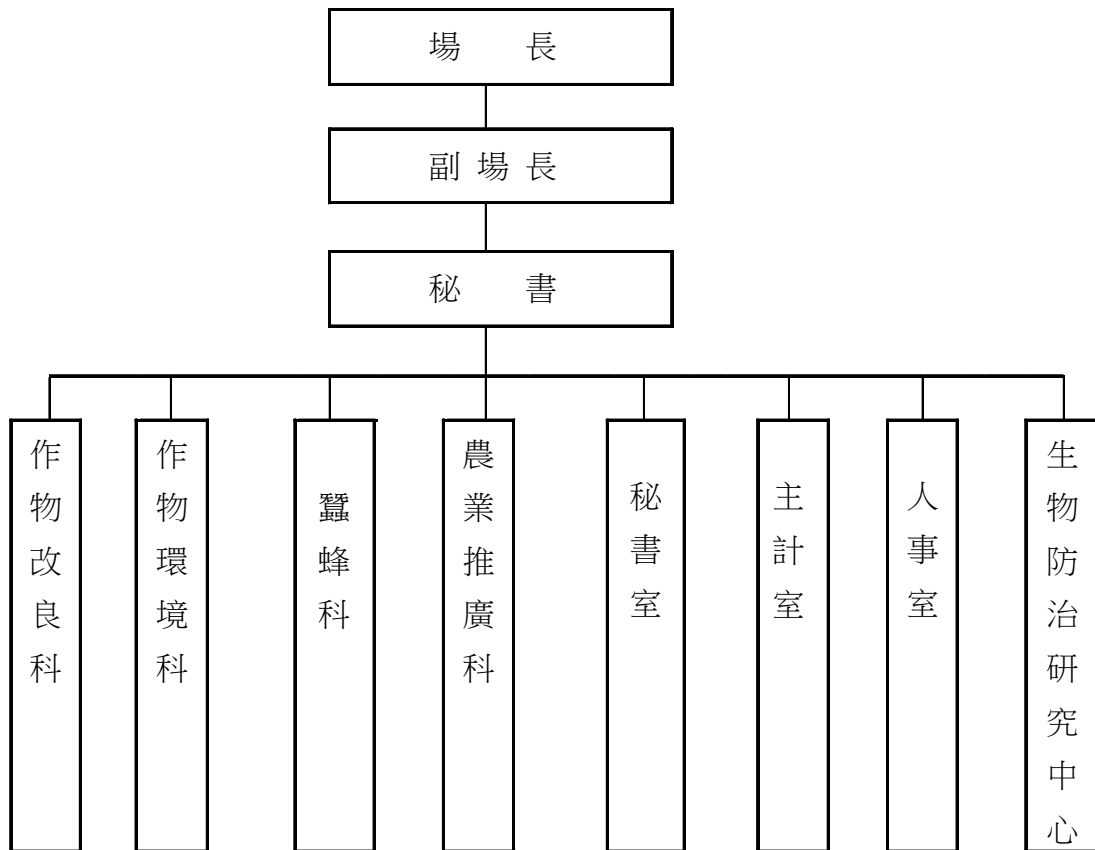 場長
副場長
秘書
作物改良科
作物環境科
蠶蜂科
農業推廣科
秘書室
主計室
人事室
生物防治研究中心